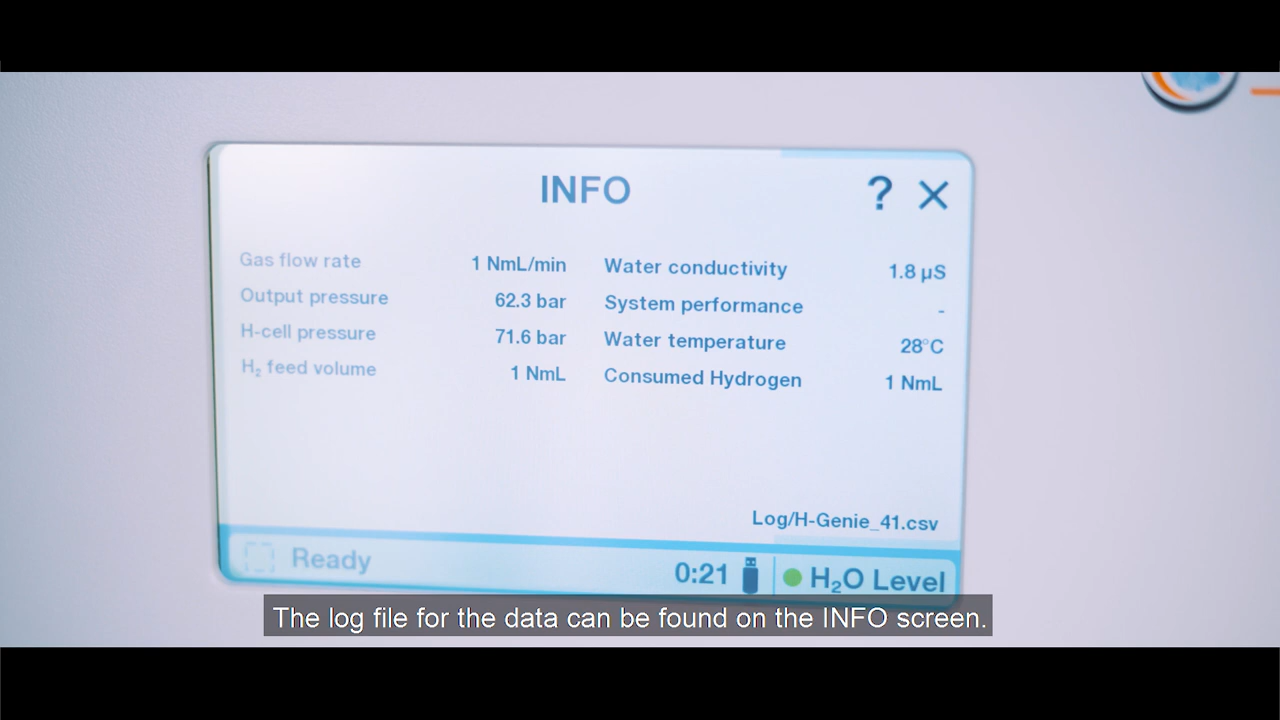 INFO ? X
Gas flow rate 1 NmL/min Water conductivity 1.8 µS
Output pressure 62.3 bar System performance -
H-cell pressure 71.6 bar Water temperature 28°C
H₂ feed volume 1 NmL Consumed Hydrogen 1 NmL
Log/H-Genie_41.csv
Ready 0:21 H₂O Level
The log file for the data can be found on the INFO screen.